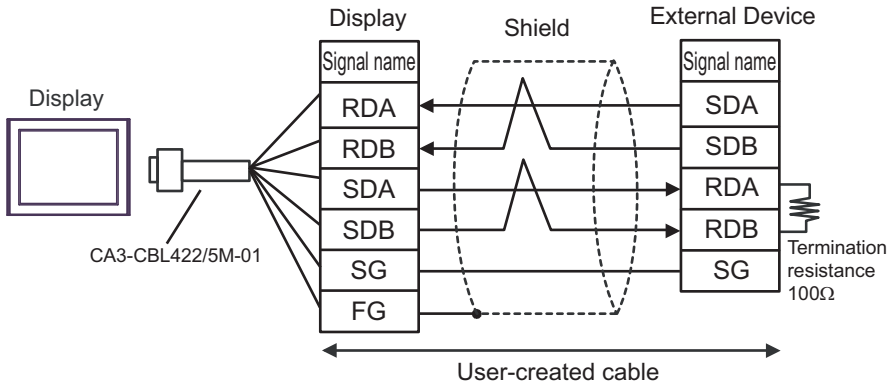 Display
Shield
External Device
Signal name
Signal name
Display
RDA
SDA
RDB
SDB
SDA
RDA
SDB
RDB
CA3-CBL422/5M-01
SG
SG
Termination
resistance
100Ω
FG
User-created cable